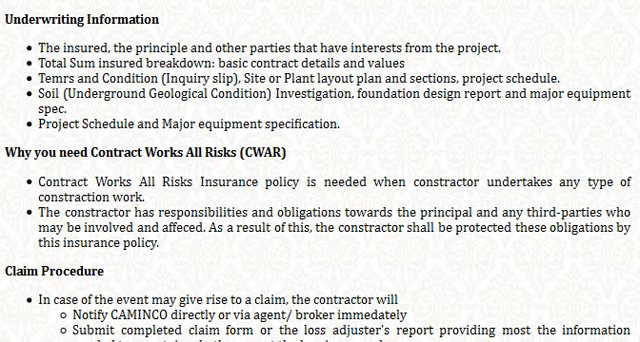 Underwriting Information
• The insured, the principle and other parties that have interests from the project.
• Total Sum insured breakdown: basic contract details and values
• Temrs and Condition (Inquiry slip), Site or Plant layout plan and sections, project schedule.
• Soil (Underground Geological Condition) Investigation, foundation design report and major equipment
spec.
• Project Schedule and Major equipment specification.
Why you need Contract Works All Risks (CWAR)
• Contract Works All Risks Insurance policy is needed when constractor undertakes any type of
constraction work.
• The constractor has responsibilities and obligations towards the principal and any third-parties who
may be involved and affeced. As a result of this, the constractor shall be protected these obligations by
this insurance policy.
Claim Procedure
• In case of the event may give rise to a claim, the contractor will
o Notify CAMINCO directly or via agent/ broker immedately
o Submit completed claim form or the loss adjuster's report providing most the information